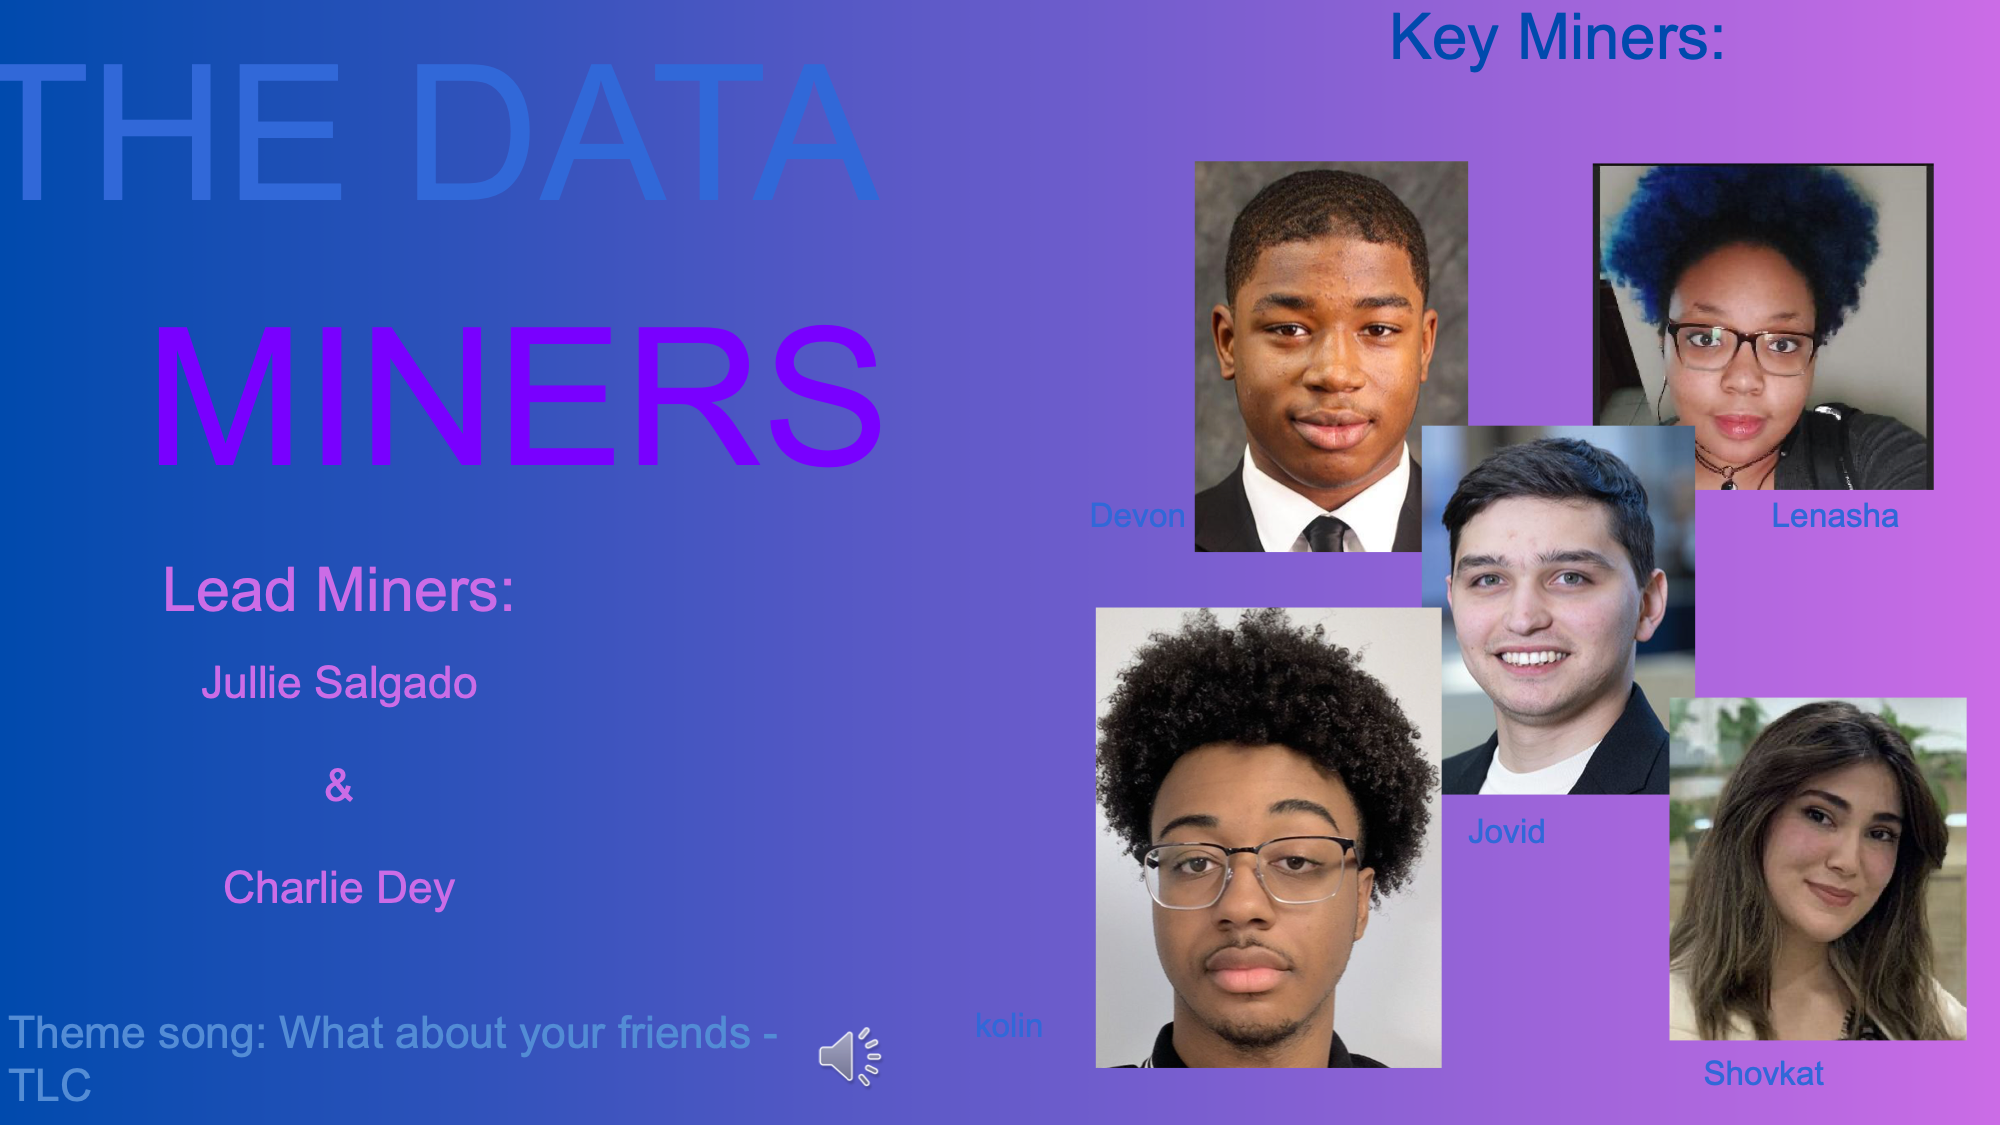 THE DATA
MINERS
Lead Miners:
Jullie Salgado
&
Charlie Dey
Theme song: What about your friends -
TLC
Key Miners:
Devon
Lenasha
Jovid
kolin
Shovkat